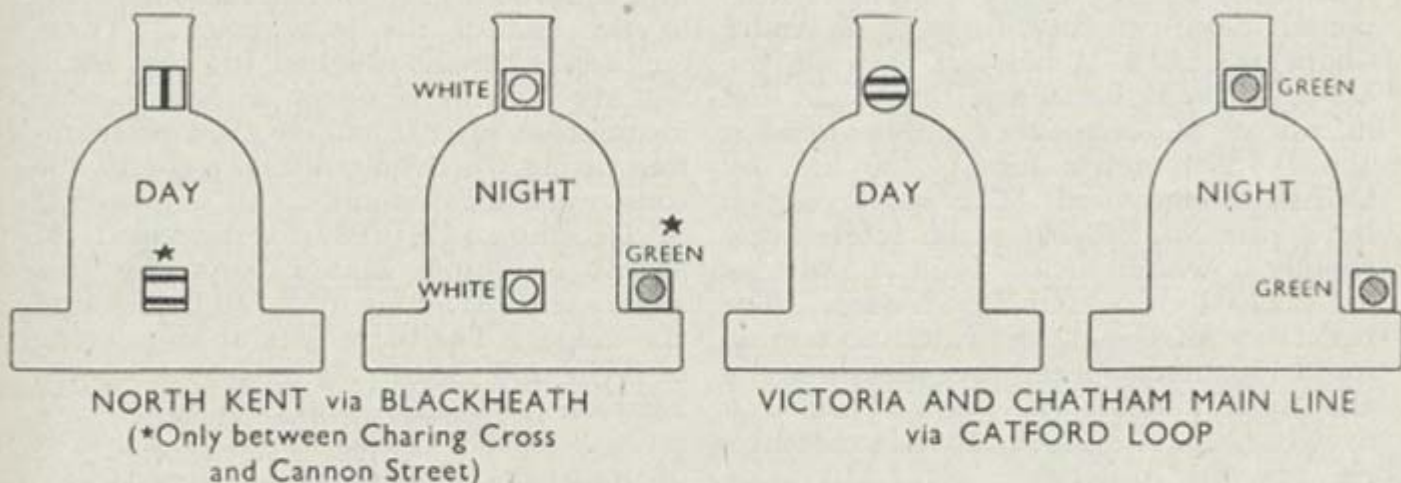 WHITE
GREEN
DAY
NIGHT
DAY
NIGHT
★
★
GREEN
WHITE
GREEN
NORTH KENT via BLACKHEATH
(*Only between Charing Cross
and Cannon Street)
VICTORIA AND CHATHAM MAIN LINE
via CATFORD LOOP